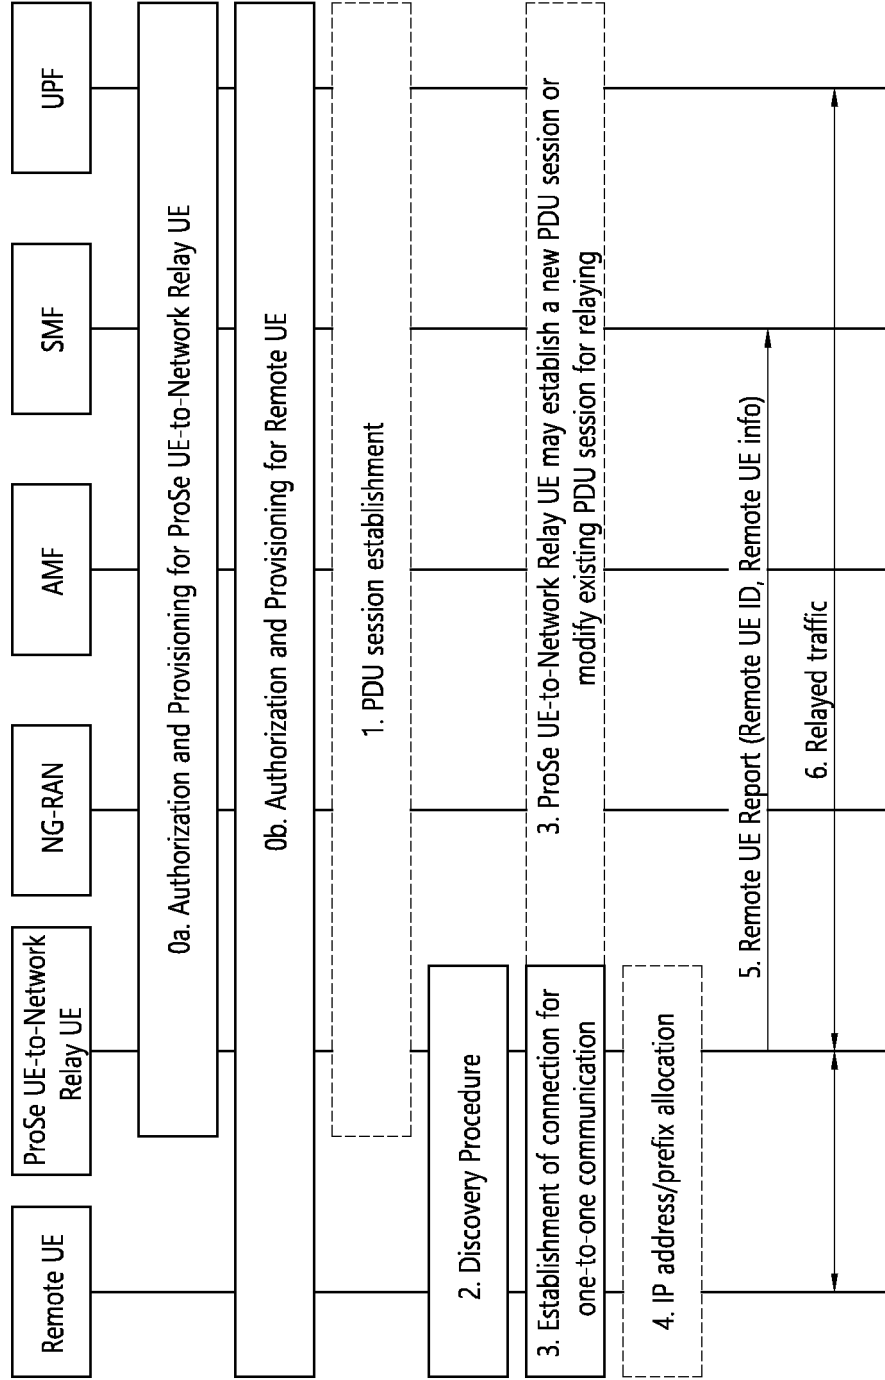 Remote UE
ProSe UE-to-Network
Relay UE
NG-RAN
AMF
SMF
UPF
0a. Authorization and Provisioning for ProSe UE-to-Network Relay UE
0b. Authorization and Provisioning for Remote UE
1. PDU session establishment
2. Discovery Procedure
3. Establishment of connection for
one-to-one communication
3. ProSe UE-to-Network Relay UE may establish a new PDU session or
modify existing PDU session for relaying
4. IP address/prefix allocation
5. Remote UE Report (Remote UE ID, Remote UE info)
6. Relayed traffic